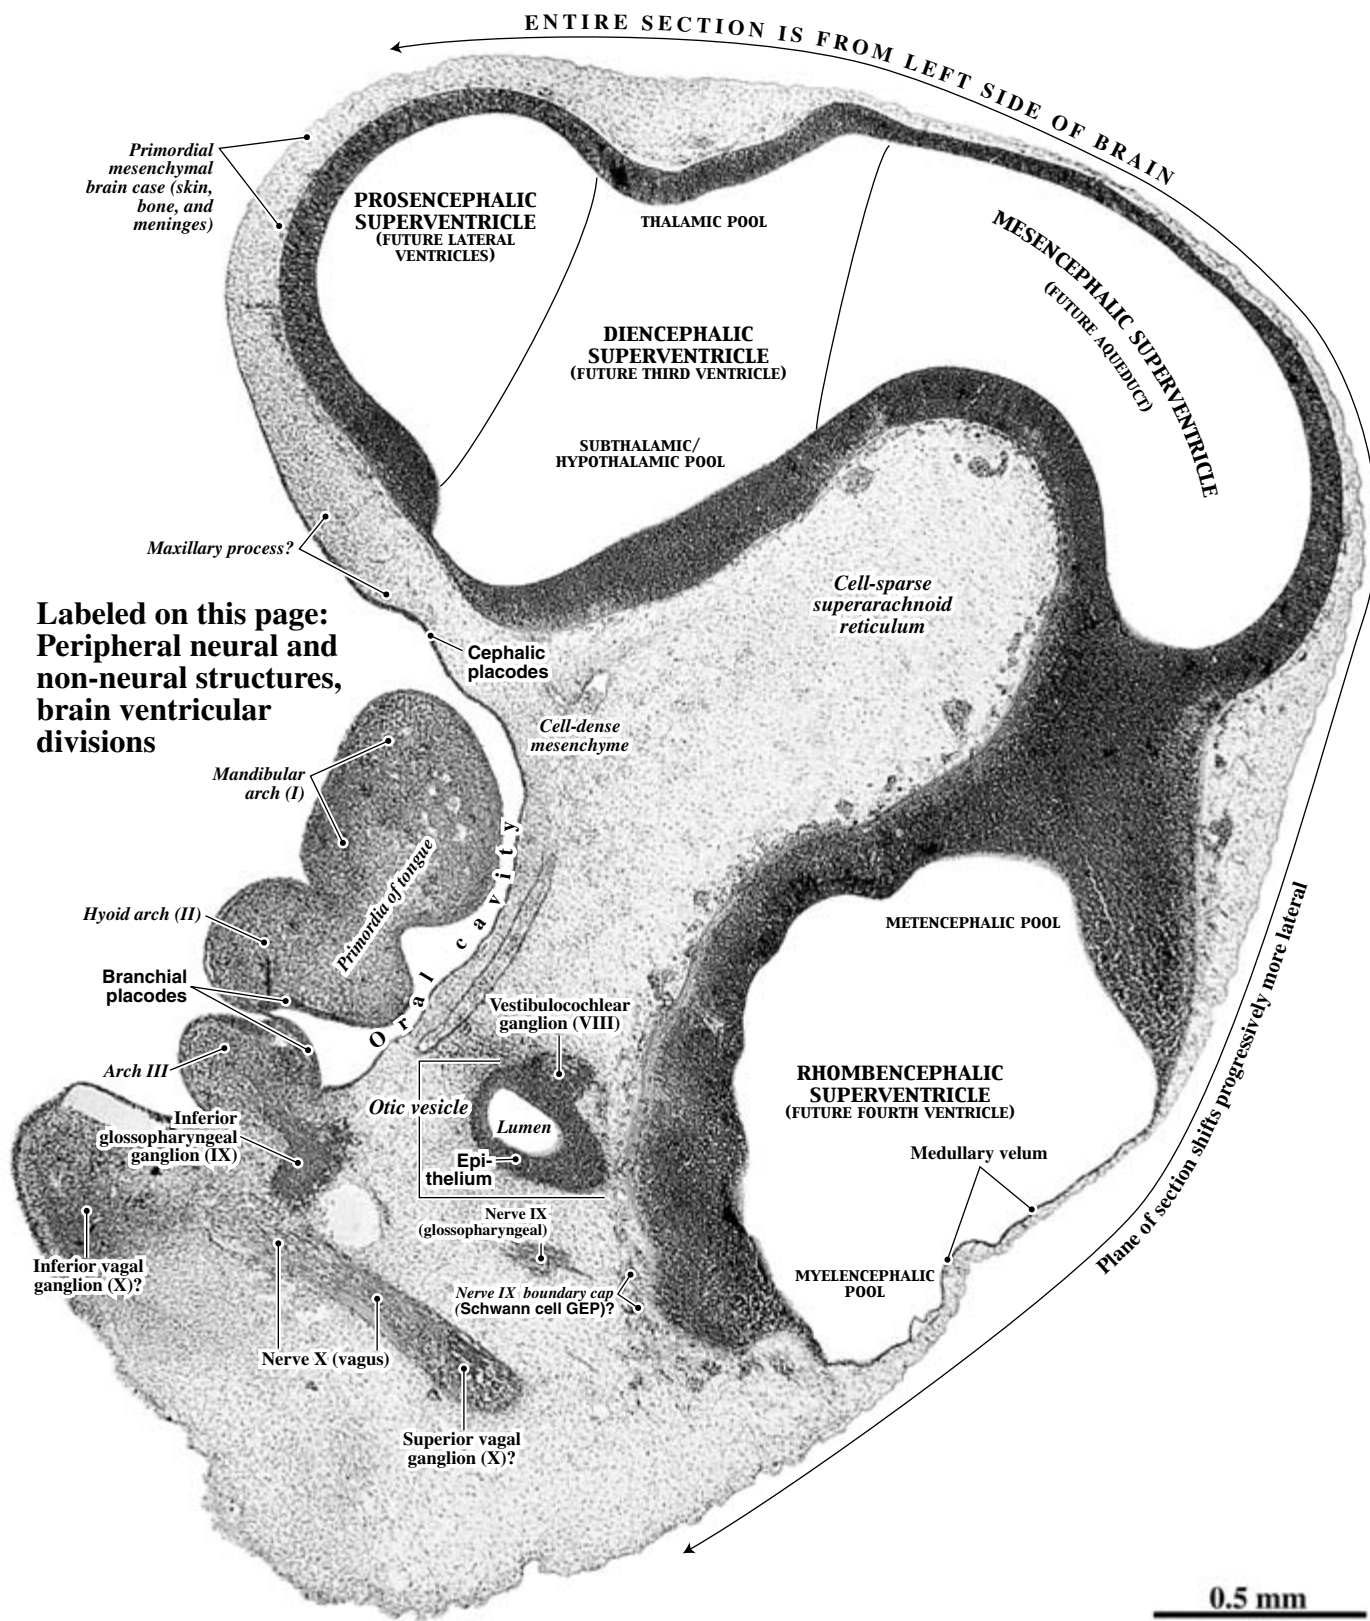 ENTIRE SECTION IS FROM LEFT SIDE OF BRAIN
Primordial
mesenchymal
brain case (skin,
bone, and
meninges)
PROSENCEPHALIC
SUPERVENTRICLE
(FUTURE LATERAL
VENTRICLES)
THALAMIC POOL
MESENCEPHALIC SUPERVENTRICLE
(FUTURE AQUEDUCT)
DIENCEPHALIC
SUPERVENTRICLE
(FUTURE THIRD VENTRICLE)
SUBTHALAMIC/
HYPOTHALAMIC POOL
Maxillary process?
Cell-sparse
superarachnoid
reticulum
Labeled on this page:
Peripheral neural and
non-neural structures,
brain ventricular
divisions
Cephalic
placodes
Cell-dense
mesenchyme
Mandibular
arch (I)
Primordia of tongue
Oral cavity
Hyoid arch (II)
Branchial
placodes
Arch III
METENCEPHALIC POOL
Plane of section shifts progressively more lateral
Vestibulocochlear
ganglion (VIII)
Otic vesicle
Lumen
Epi-
thelium
RHOMBENCEPHALIC
SUPERVENTRICLE
(FUTURE FOURTH VENTRICLE)
Inferior
glossopharyngeal
ganglion (IX)
Medullary velum
Nerve IX
(glossopharyngeal)
Inferior vagal
ganglion (X)?
MYELENCEPHALIC
POOL
Nerve IX boundary cap
(Schwann cell GEP)?
Nerve X (vagus)
Superior vagal
ganglion (X)?
0.5 mm